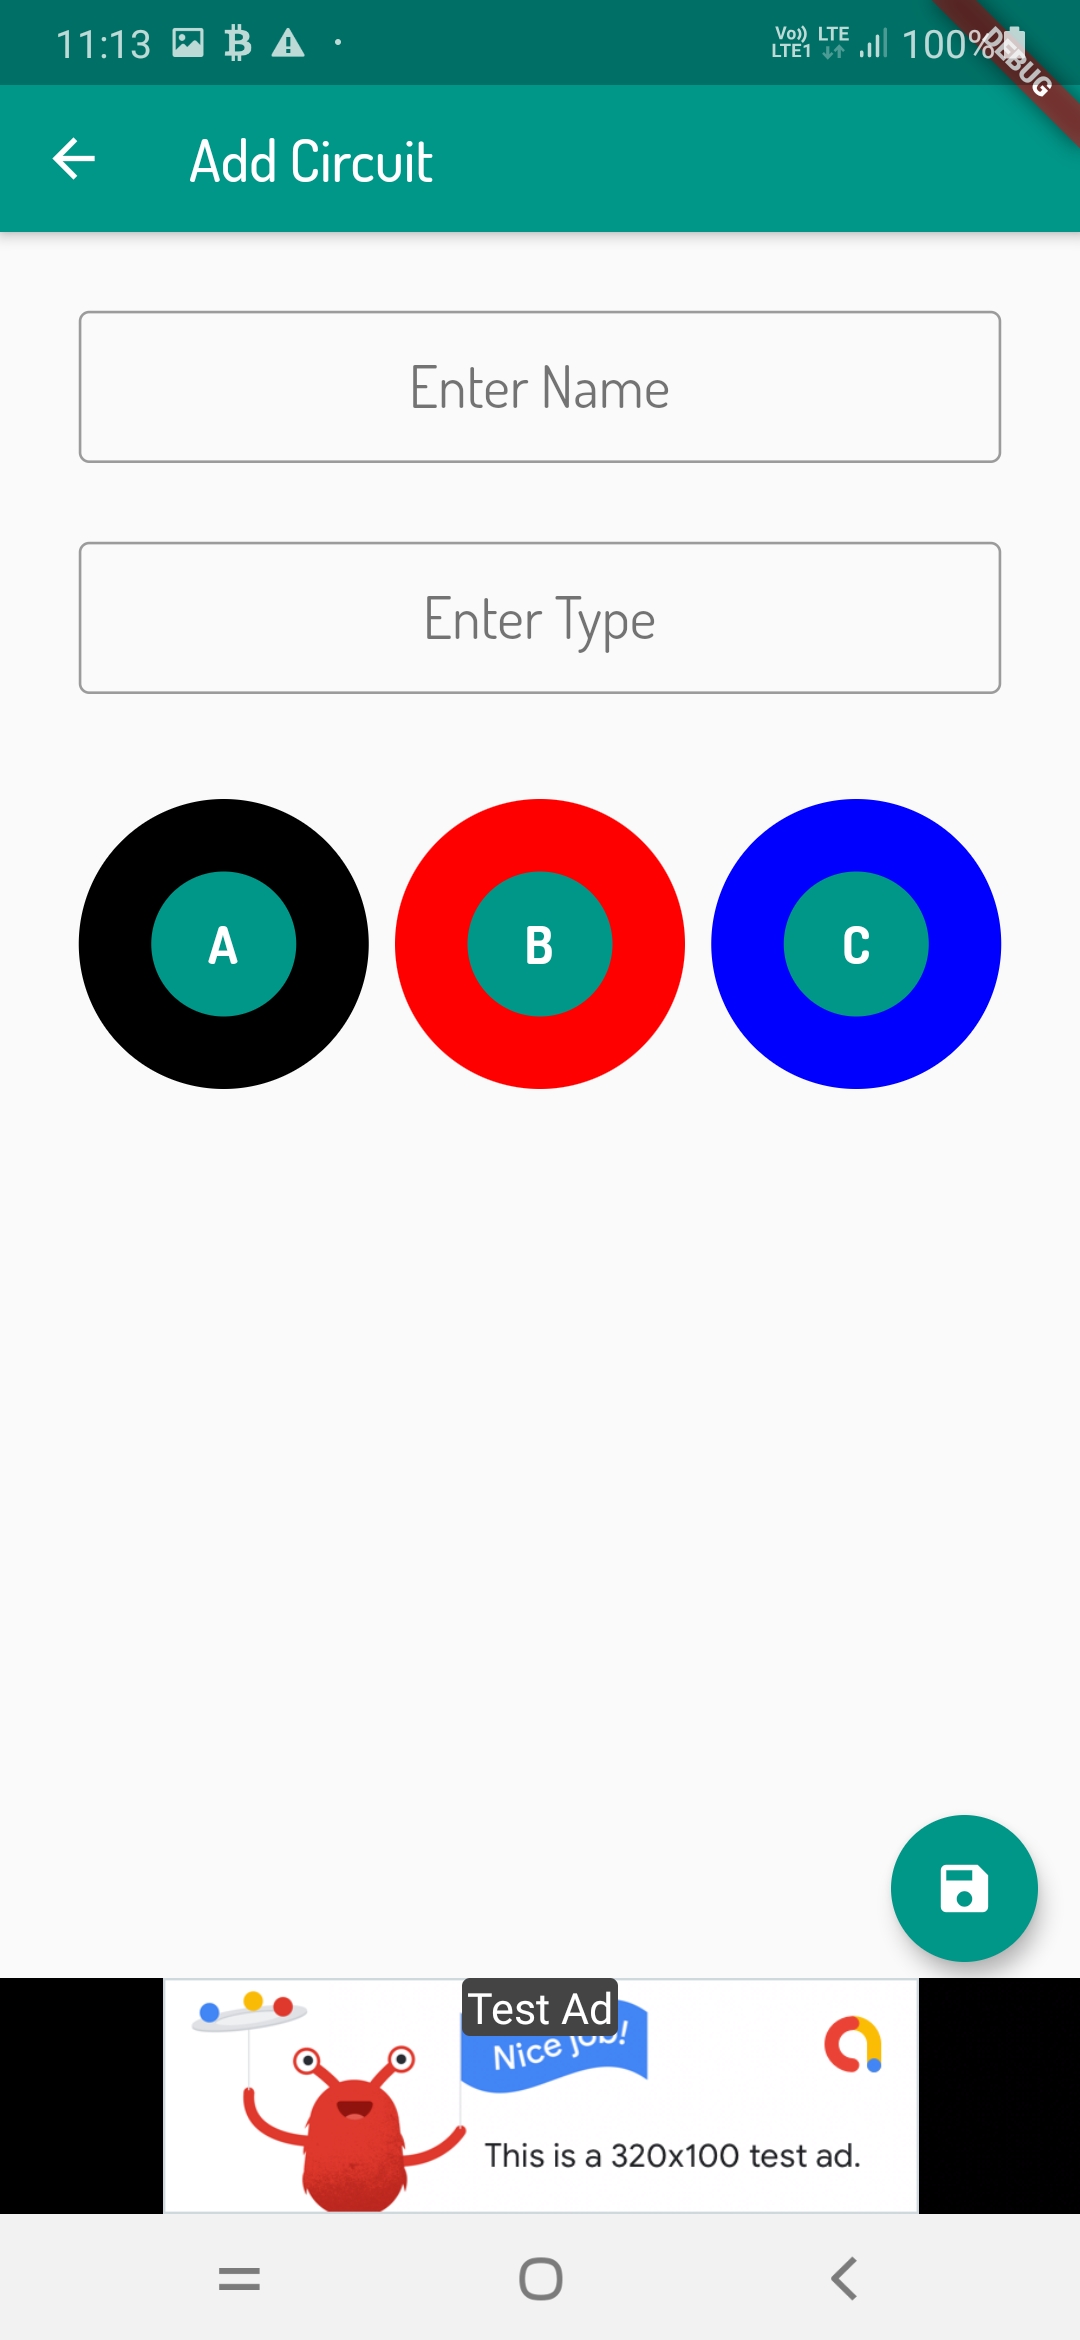 11:13
Vo)) LTE
LTE1
100%
DEBUG
Add Circuit
Enter Name
Enter Type
A B C
Test Ad
Nice job!
This is a 320x100 test ad.